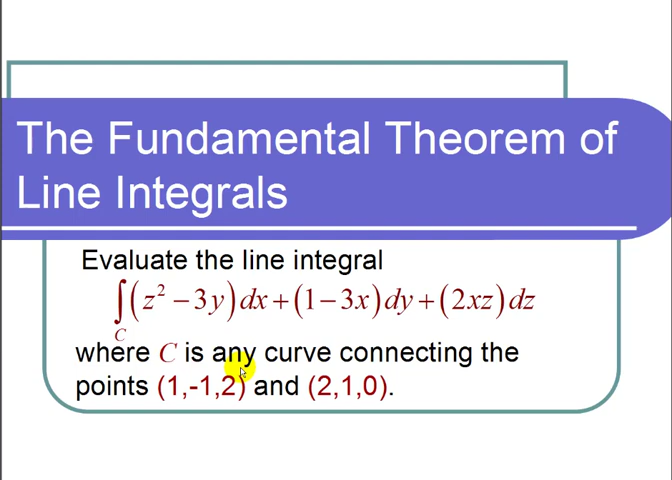 The Fundamental Theorem of
Line Integrals
Evaluate the line integral
∫_C (z² − 3y) dx + (1 − 3x) dy + (2xz) dz
where C is any curve connecting the
points (1,-1,2) and (2,1,0).